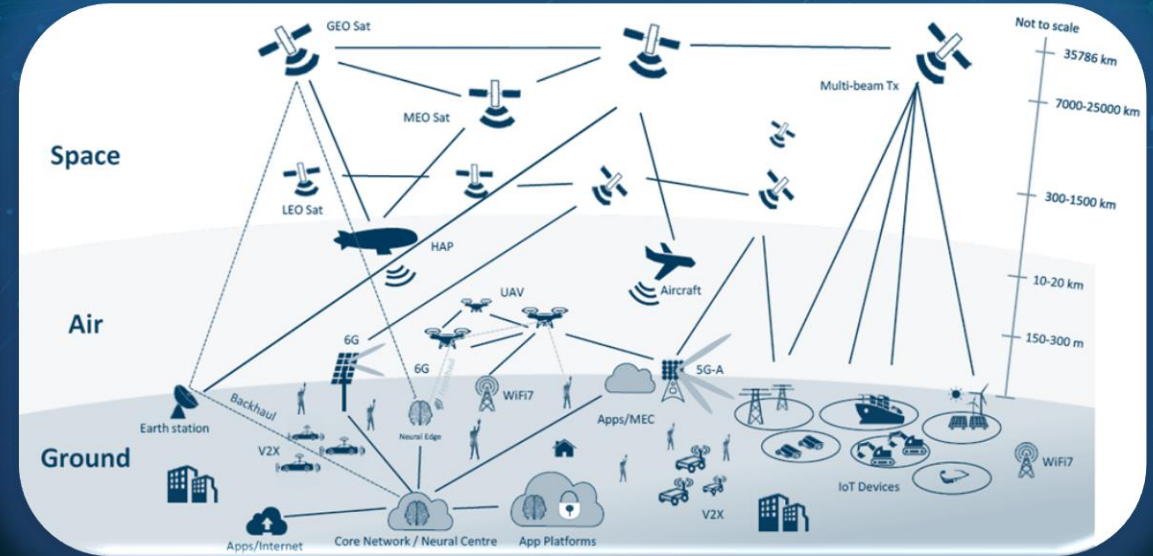 GEO Sat
Not to scale
35786 km
Multi-beam Tx
7000-25000 km
MEO Sat
Space
LEO Sat
300-1500 km
HAP
10-20 km
UAV
Aircraft
Air
6G
150-300 m
6G
5G-A
WiFi7
Backhaul
Apps/MEC
Earth station
Neural Edge
V2X
Ground
WiFi7
IoT Devices
V2X
Apps/Internet
Core Network / Neural Centre
App Platforms